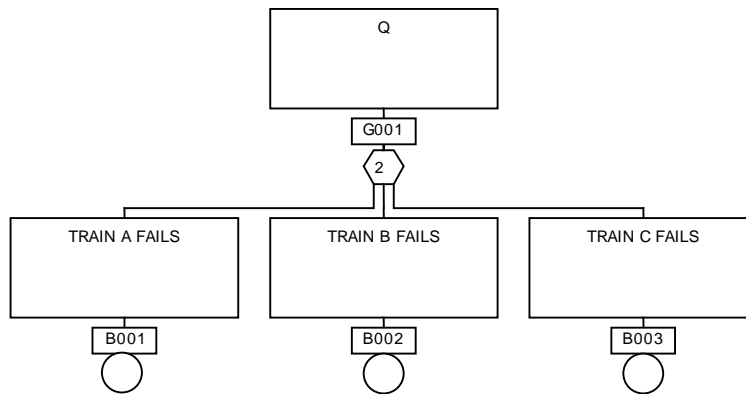 Q
G001
2
TRAIN A FAILS
TRAIN B FAILS
TRAIN C FAILS
B001
B002
B003